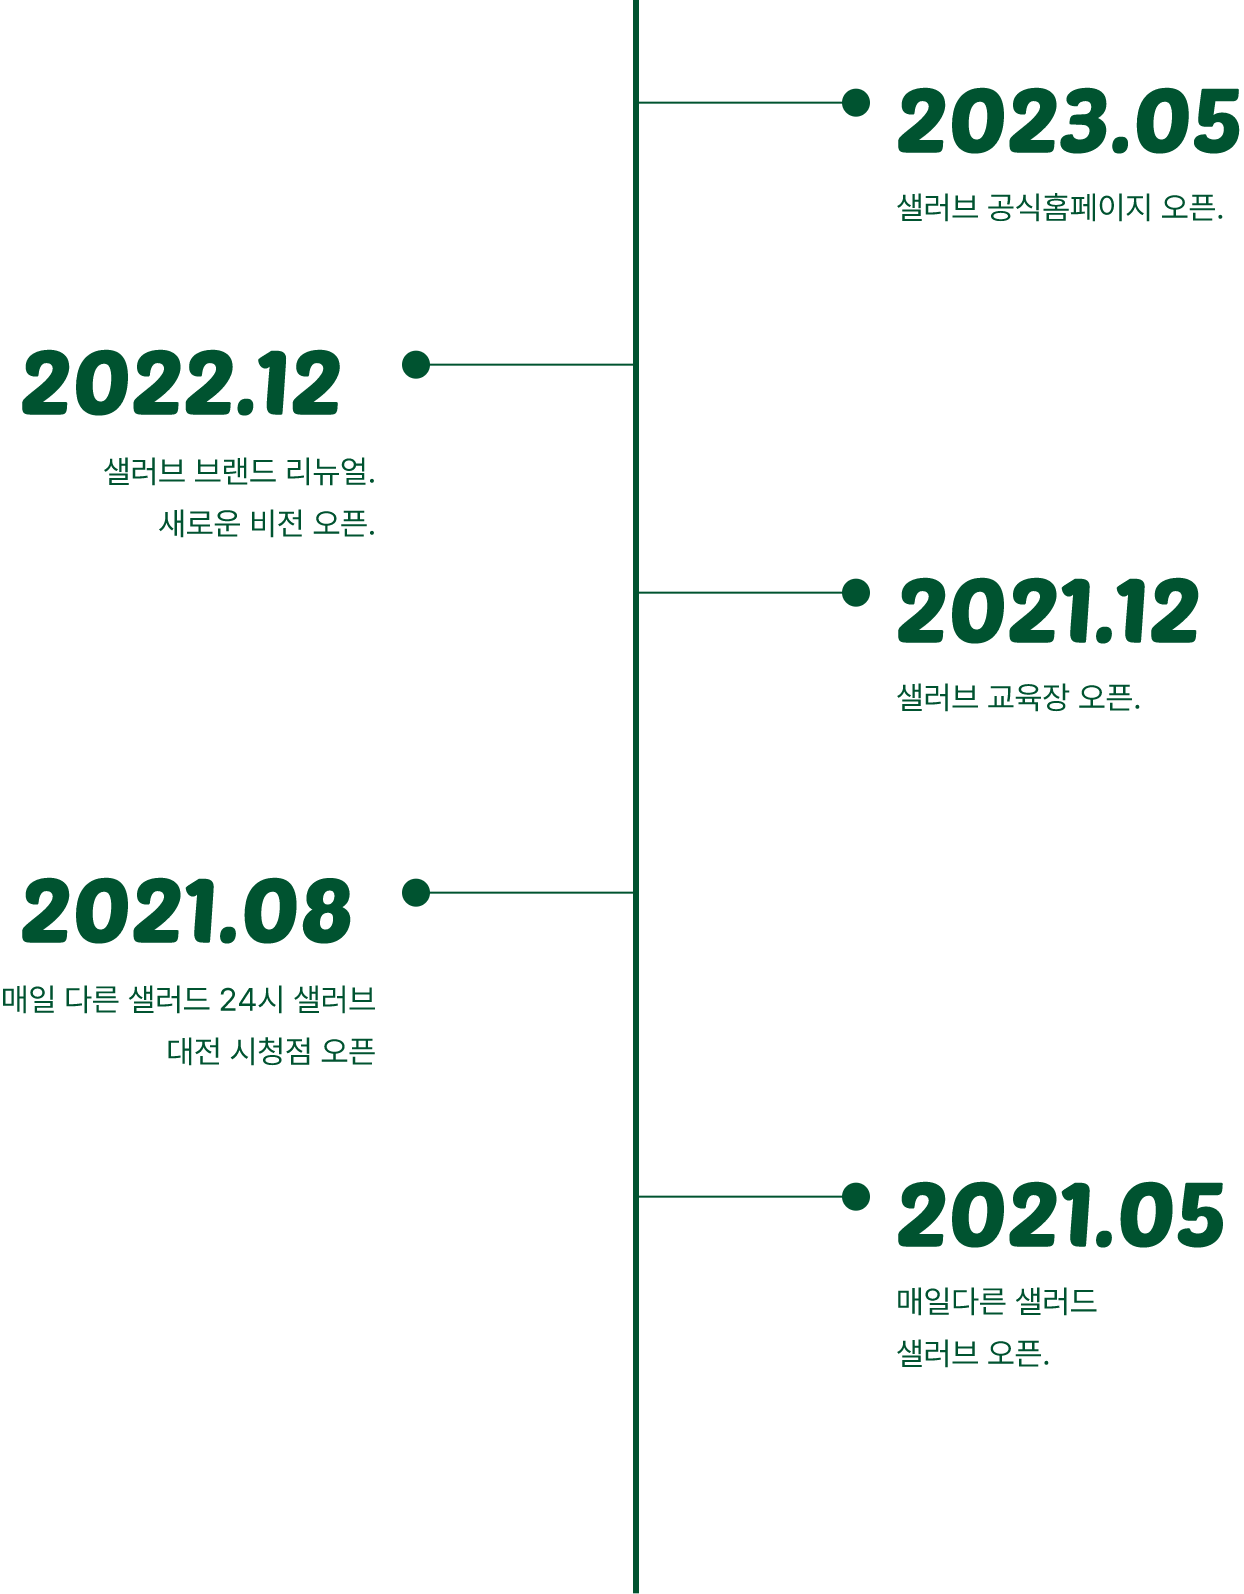 2023.05
샐러브 공식홈페이지 오픈.
2022.12
샐러브 브랜드 리뉴얼.
새로운 비전 오픈.
2021.12
샐러브 교육장 오픈.
2021.08
매일 다른 샐러드 24시 샐러브
대전 시청점 오픈
2021.05
매일다른 샐러드
샐러브 오픈.